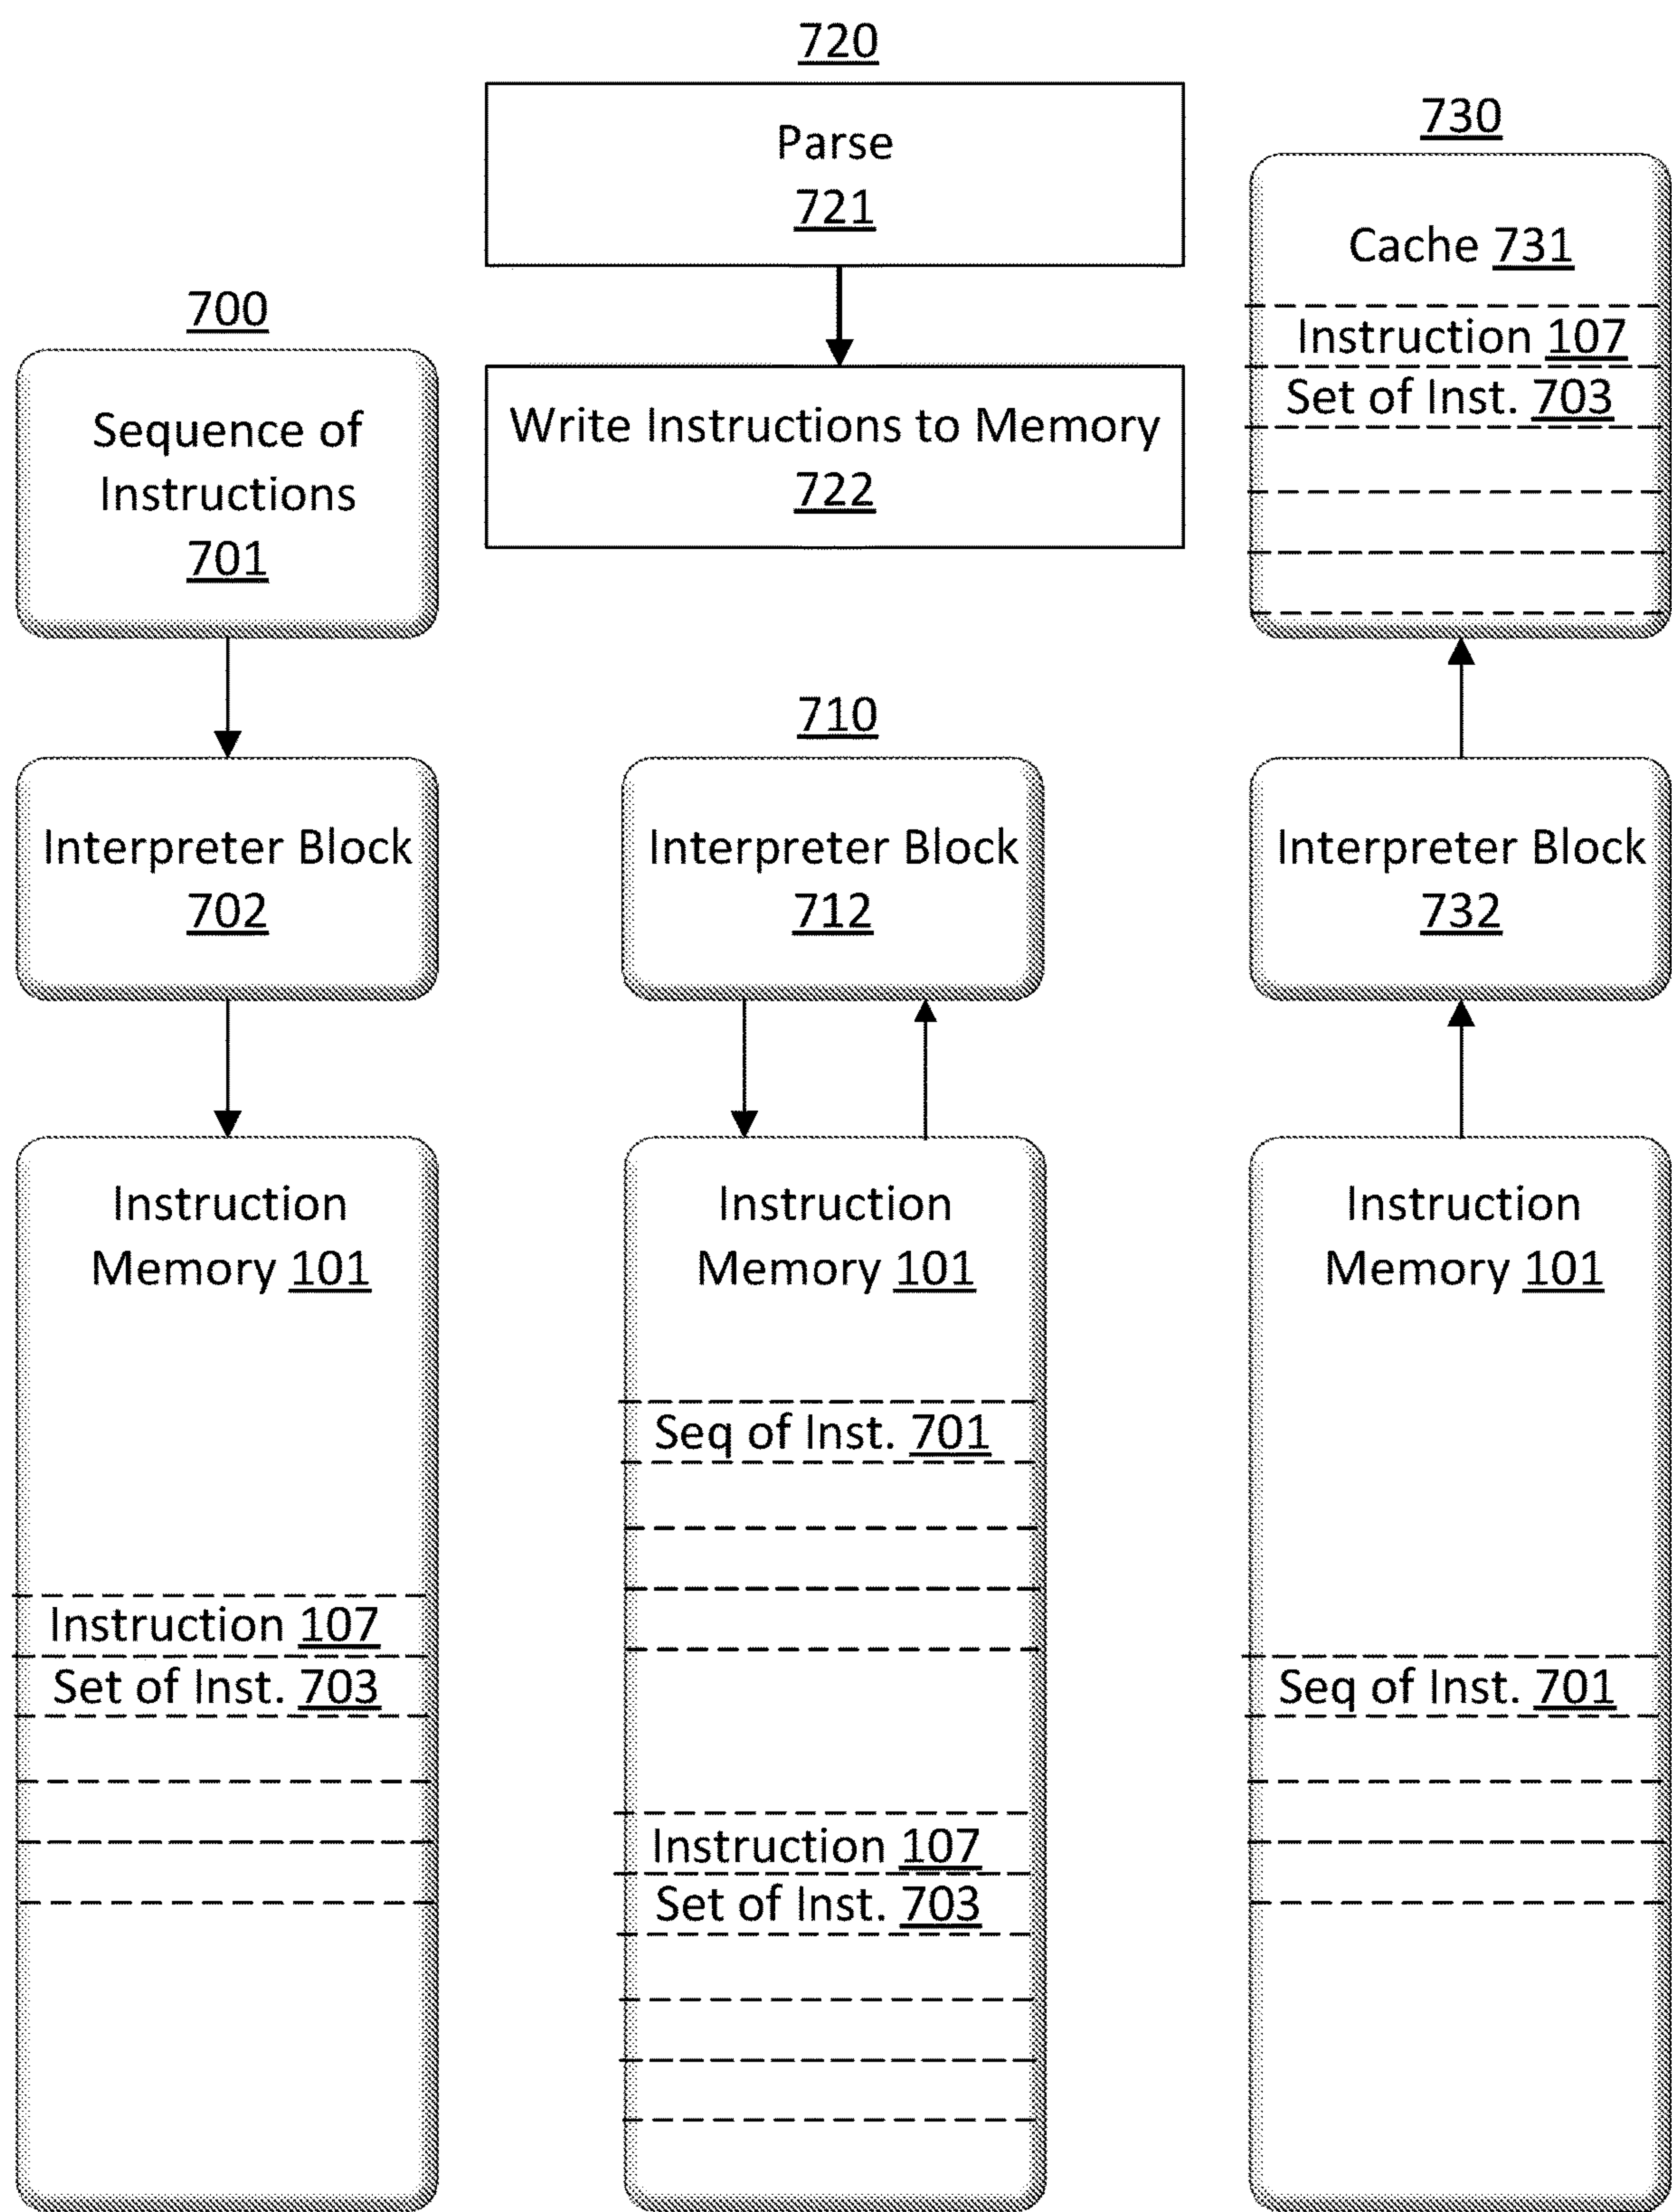 720
Parse
721
Write Instructions to Memory
722
700
Sequence of
Instructions
701
Interpreter Block
702
Instruction
Memory 101
Instruction 107
Set of Inst. 703
710
Interpreter Block
712
Instruction
Memory 101
Seq of Inst. 701
Instruction 107
Set of Inst. 703
730
Cache 731
Instruction 107
Set of Inst. 703
Interpreter Block
732
Instruction
Memory 101
Seq of Inst. 701